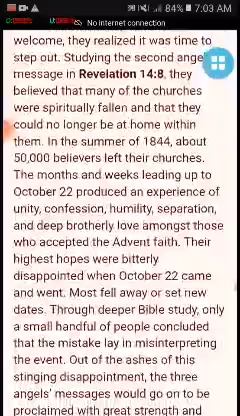 84% 7:03 AM
No Internet connection
welcome, they realized it was time to
step out. Studying the second angel
message in Revelation 14:8, they
believed that many of the churches
were spiritually fallen and that they
could no longer be at home within
them. In the summer of 1844, about
50,000 believers left their churches.
The months and weeks leading up to
October 22 produced an experience of
unity, confession, humility, separation,
and deep brotherly love amongst those
who accepted the Advent faith. Their
highest hopes were bitterly
disappointed when October 22 came
and went. Most fell away or set new
dates. Through deeper Bible study, only
a small handful of people concluded
that the mistake lay in misinterpreting
the event. Out of the ashes of this
stinging disappointment, the three
angels' messages would go on to be
proclaimed with great strength and